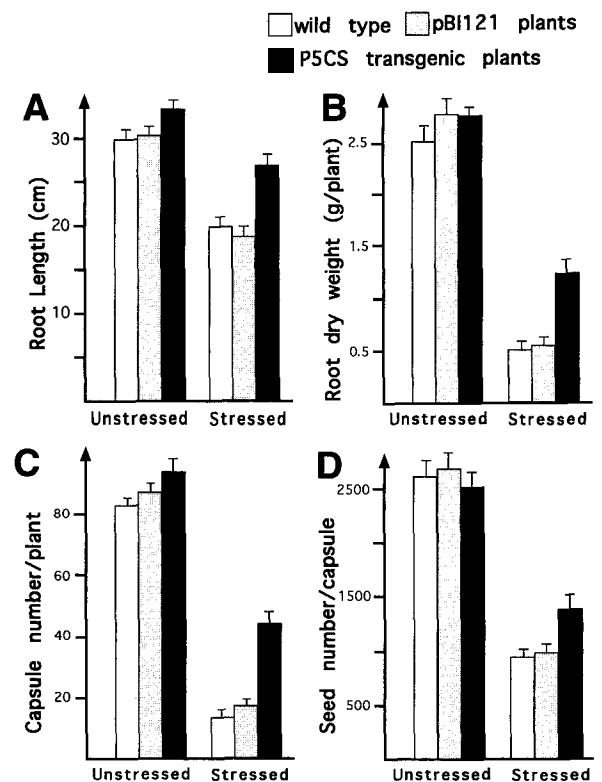 wild type pBI121 plants
P5CS transgenic plants
A
Root Length (cm)
30
20
10
Unstressed Stressed
B
Root dry weight (g/plant)
2.5
1.5
0.5
Unstressed Stressed
C
Capsule number/plant
80
60
40
20
Unstressed Stressed
D
Seed number/capsule
2500
1500
500
Unstressed Stressed